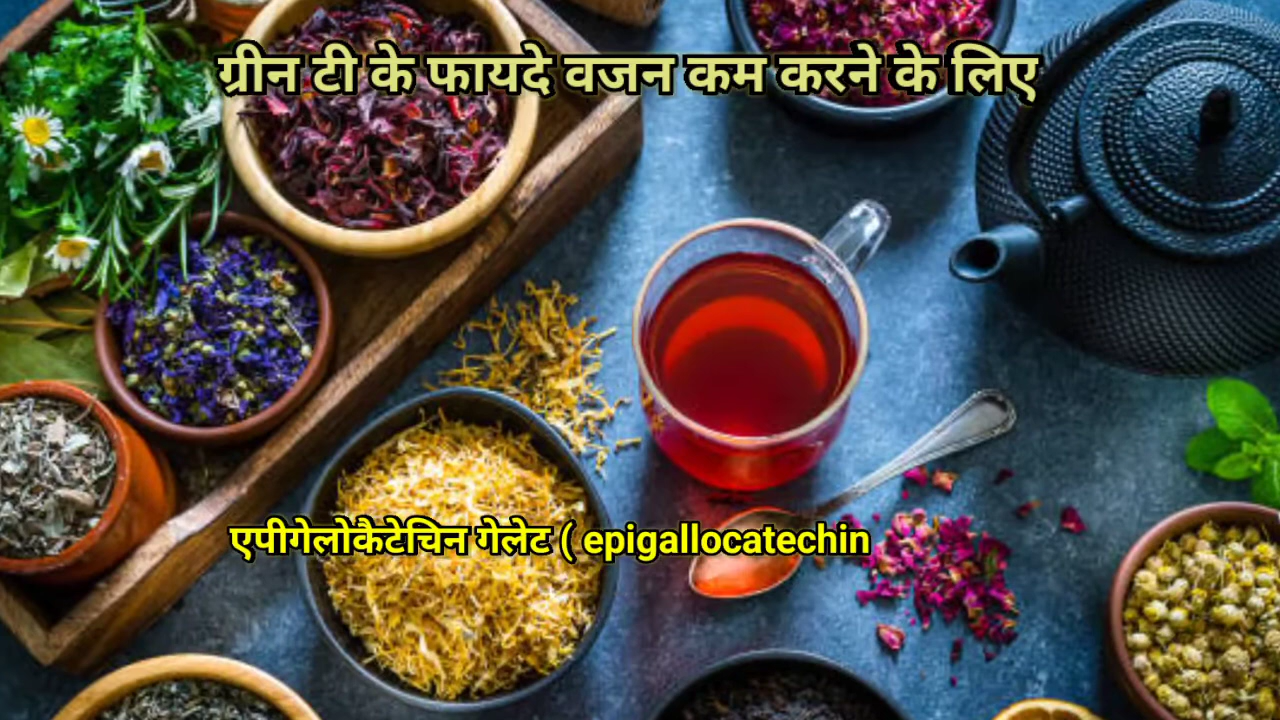 ग्रीन टी के फायदे वजन कम करने के लिए
एपीगेलोकैटेचिन गेलेट ( epigallocatechin